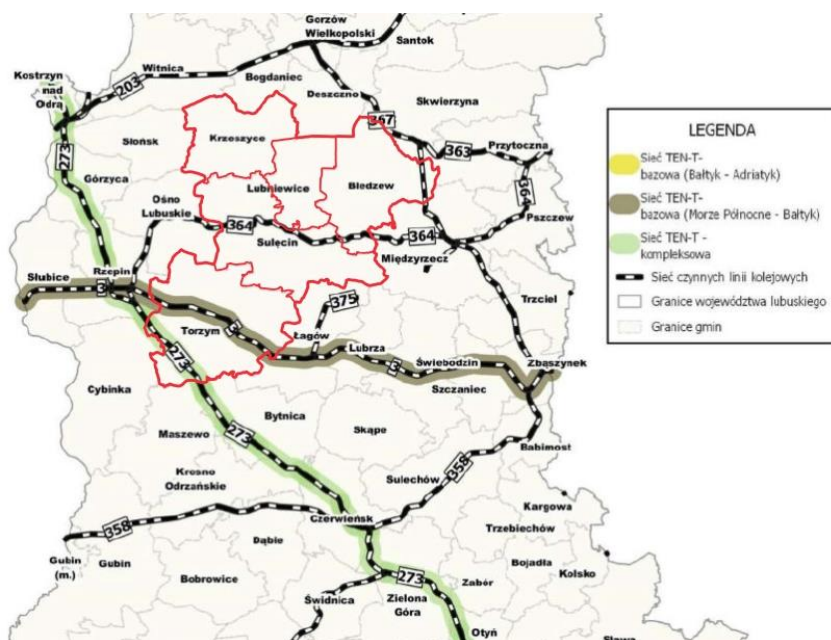 Gorzów
Wielkopolski
Santok
Kostrzyn
nad
Odrą
Witnica
203
Bogdaniec
Deszczno
Skwierzyna
367
363
Przytoczna
273
Słońsk
Krzeszyce
Górzyca
Lubniewice
Bledzew
364
Ośno
Lubuskie
364
Sulęcin
364
Pszczew
Międzyrzecz
Słubice
Rzepin
3
375
Trzciel
Torzym
3
Łagów
Lubrza
273
3
Świebodzin
Zbąszynek
Cybinka
Szczaniec
Bytnica
Skąpe
Maszewo
273
Babimost
Krosno
Odrzańskie
Sulechów
358
Kargowa
Czerwieńsk
Trzebiechów
358
Dąbie
Gubin
(m.)
Gubin
Bojadła
Kolsko
Bobrowice
273
Zabór
Świdnica
Zielona
Góra
Otyń
Sława
LEGENDA
Sieć TEN-T-
bazowa (Bałtyk - Adriatyk)
Sieć TEN-T-
bazowa (Morze Północne - Bałtyk)
Sieć TEN-T -
kompleksowa
Sieć czynnych linii kolejowych
Granice województwa lubuskiego
Granice gmin